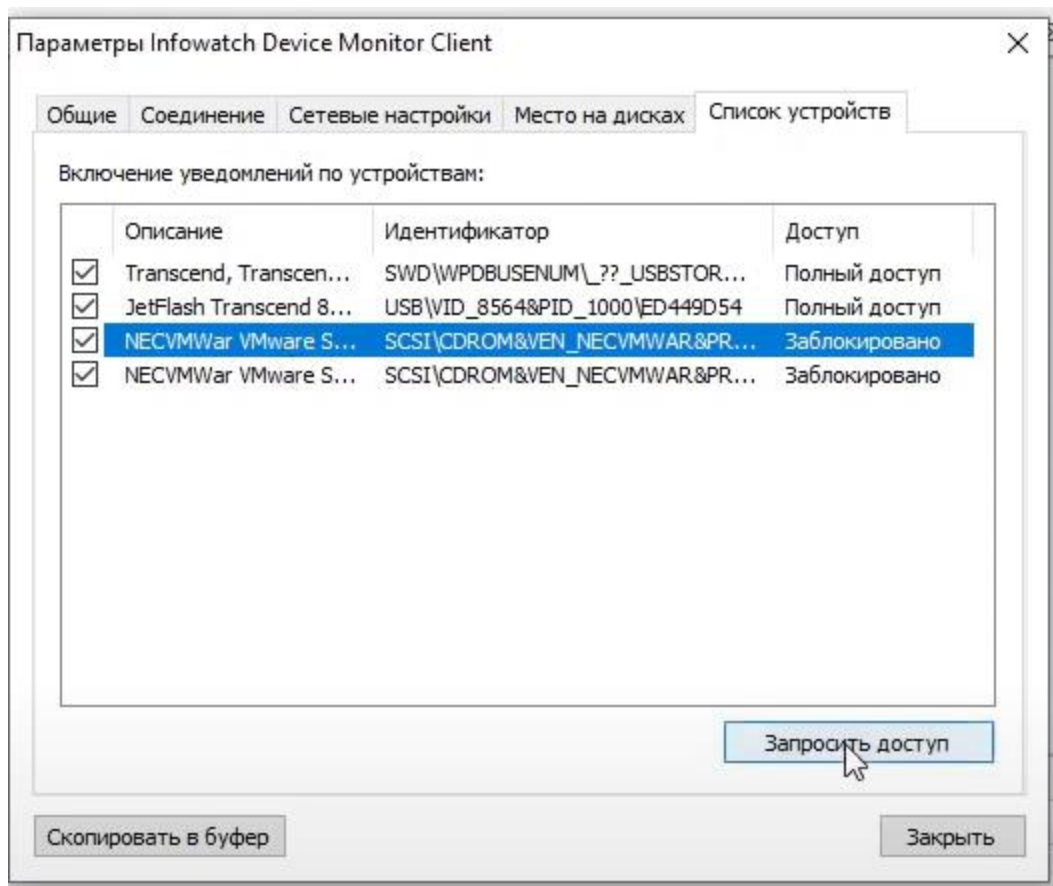 Параметры Infowatch Device Monitor Client
Общие Соединение Сетевые настройки Место на дисках Список устройств
Включение уведомлений по устройствам:
Описание Идентификатор Доступ
Transcend, Transcen... SWD\WPDBUSENUM\_??_USBSTOR... Полный доступ
JetFlash Transcend 8... USB\VID_8564&PID_1000\ED449D54 Полный доступ
NECVMWar VMware S... SCSI\CDROM&VEN_NECVMWAR&PR... Заблокировано
NECVMWar VMware S... SCSI\CDROM&VEN_NECVMWAR&PR... Заблокировано
Запросить доступ
Скопировать в буфер Закрыть